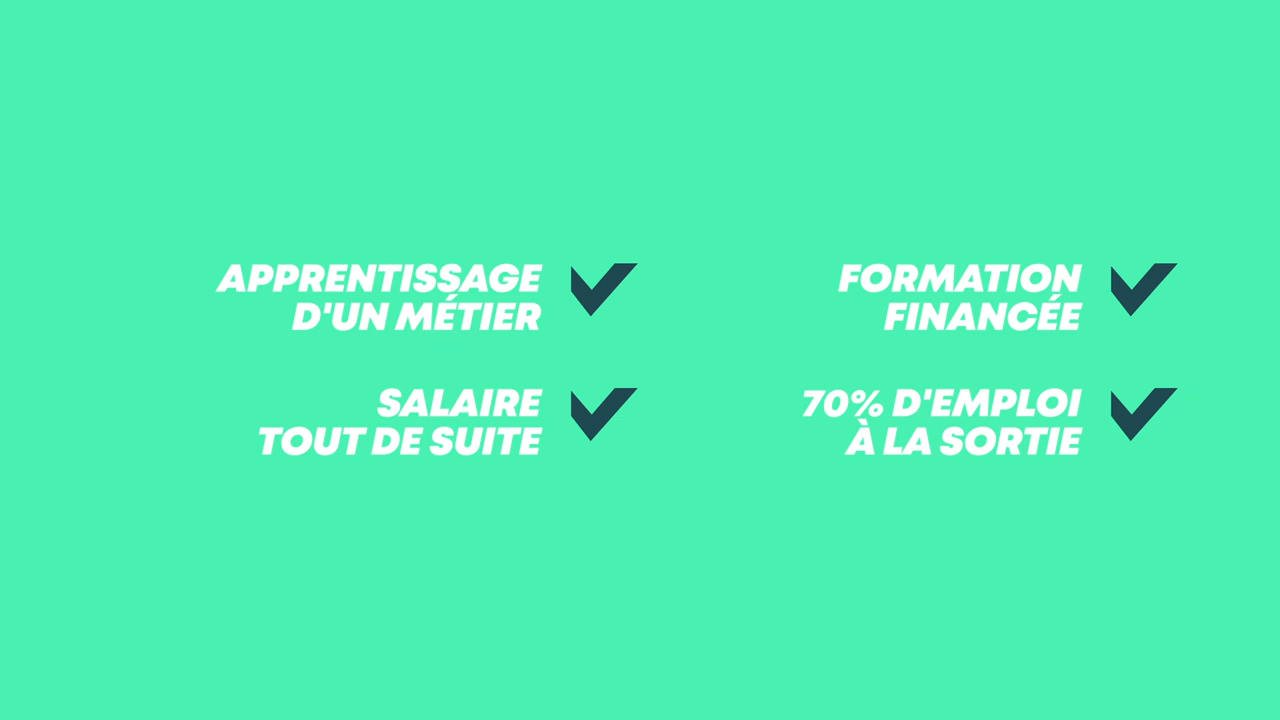 APPRENTISSAGE
D'UN MÉTIER
FORMATION
FINANCÉE
SALAIRE
TOUT DE SUITE
70% D'EMPLOI
À LA SORTIE